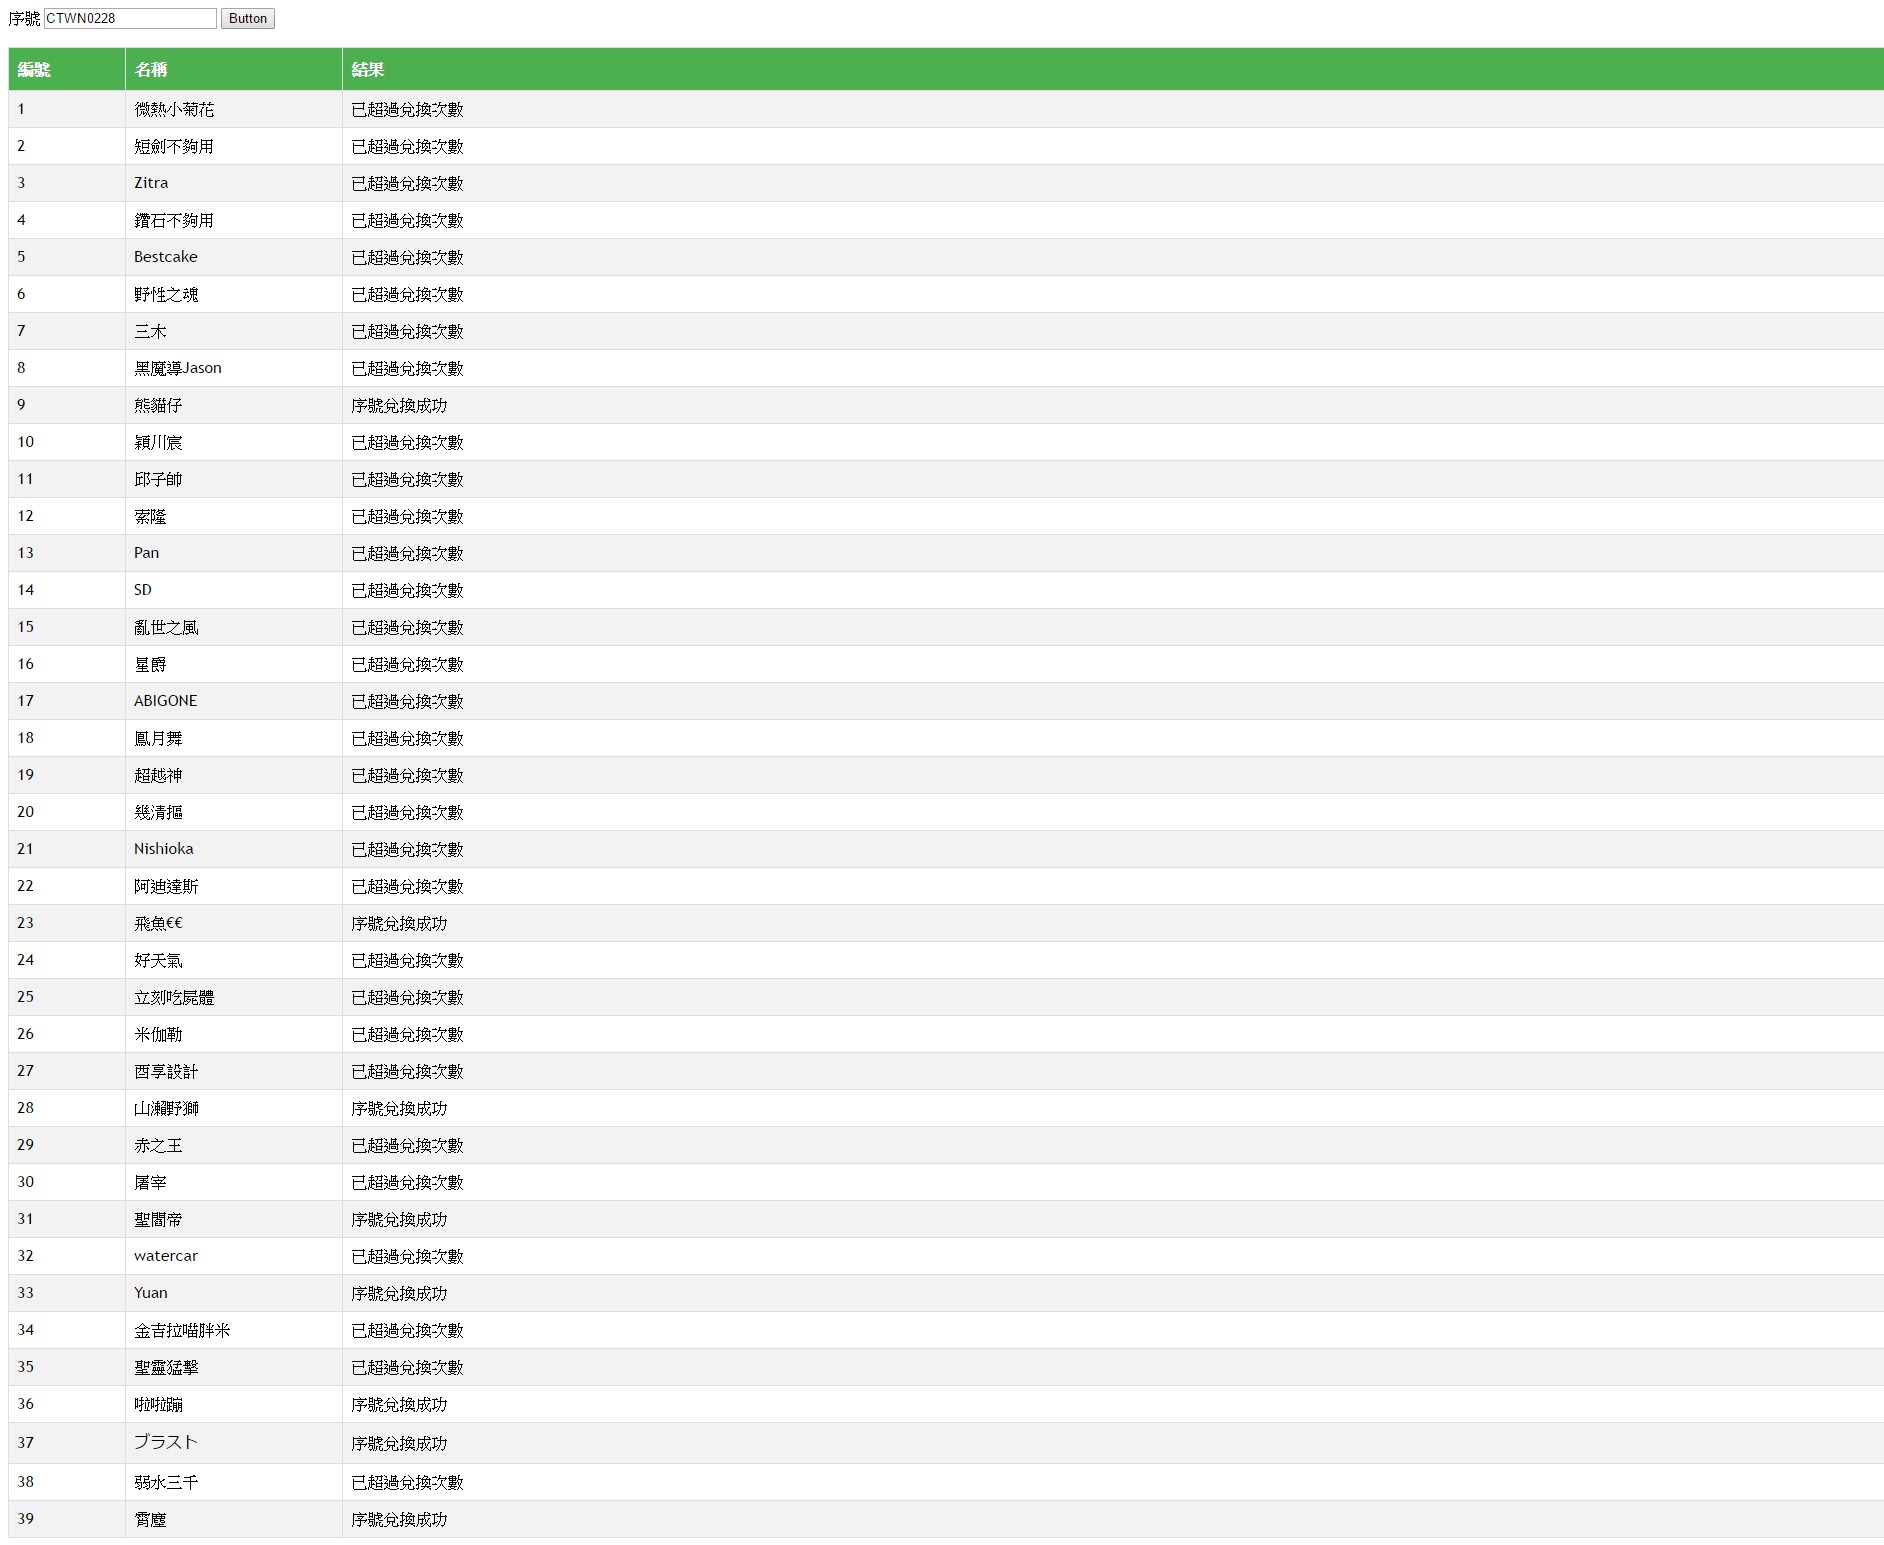 序號 CTWN0228 Button
編號 名稱 結果
1 微熱小菊花 已超過兌換次數
2 短劍不夠用 已超過兌換次數
3 Zitra 已超過兌換次數
4 鑽石不夠用 已超過兌換次數
5 Bestcake 已超過兌換次數
6 野性之魂 已超過兌換次數
7 三木 已超過兌換次數
8 黑魔導Jason 已超過兌換次數
9 熊貓仔 序號兌換成功
10 穎川宸 已超過兌換次數
11 邱子帥 已超過兌換次數
12 索隆 已超過兌換次數
13 Pan 已超過兌換次數
14 SD 已超過兌換次數
15 亂世之風 已超過兌換次數
16 星爵 已超過兌換次數
17 ABIGONE 已超過兌換次數
18 鳳月舞 已超過兌換次數
19 超越神 已超過兌換次數
20 幾清摳 已超過兌換次數
21 Nishioka 已超過兌換次數
22 阿迪達斯 已超過兌換次數
23 飛魚€€ 序號兌換成功
24 好天氣 已超過兌換次數
25 立刻吃屍體 已超過兌換次數
26 米伽勒 已超過兌換次數
27 酉享設計 已超過兌換次數
28 山瀨野獅 序號兌換成功
29 赤之王 已超過兌換次數
30 屠宰 已超過兌換次數
31 聖閻帝 序號兌換成功
32 watercar 已超過兌換次數
33 Yuan 序號兌換成功
34 金吉拉喵胖米 已超過兌換次數
35 聖靈猛擊 已超過兌換次數
36 啦啦蹦 序號兌換成功
37 ブラスト 序號兌換成功
38 弱水三千 已超過兌換次數
39 霄塵 序號兌換成功